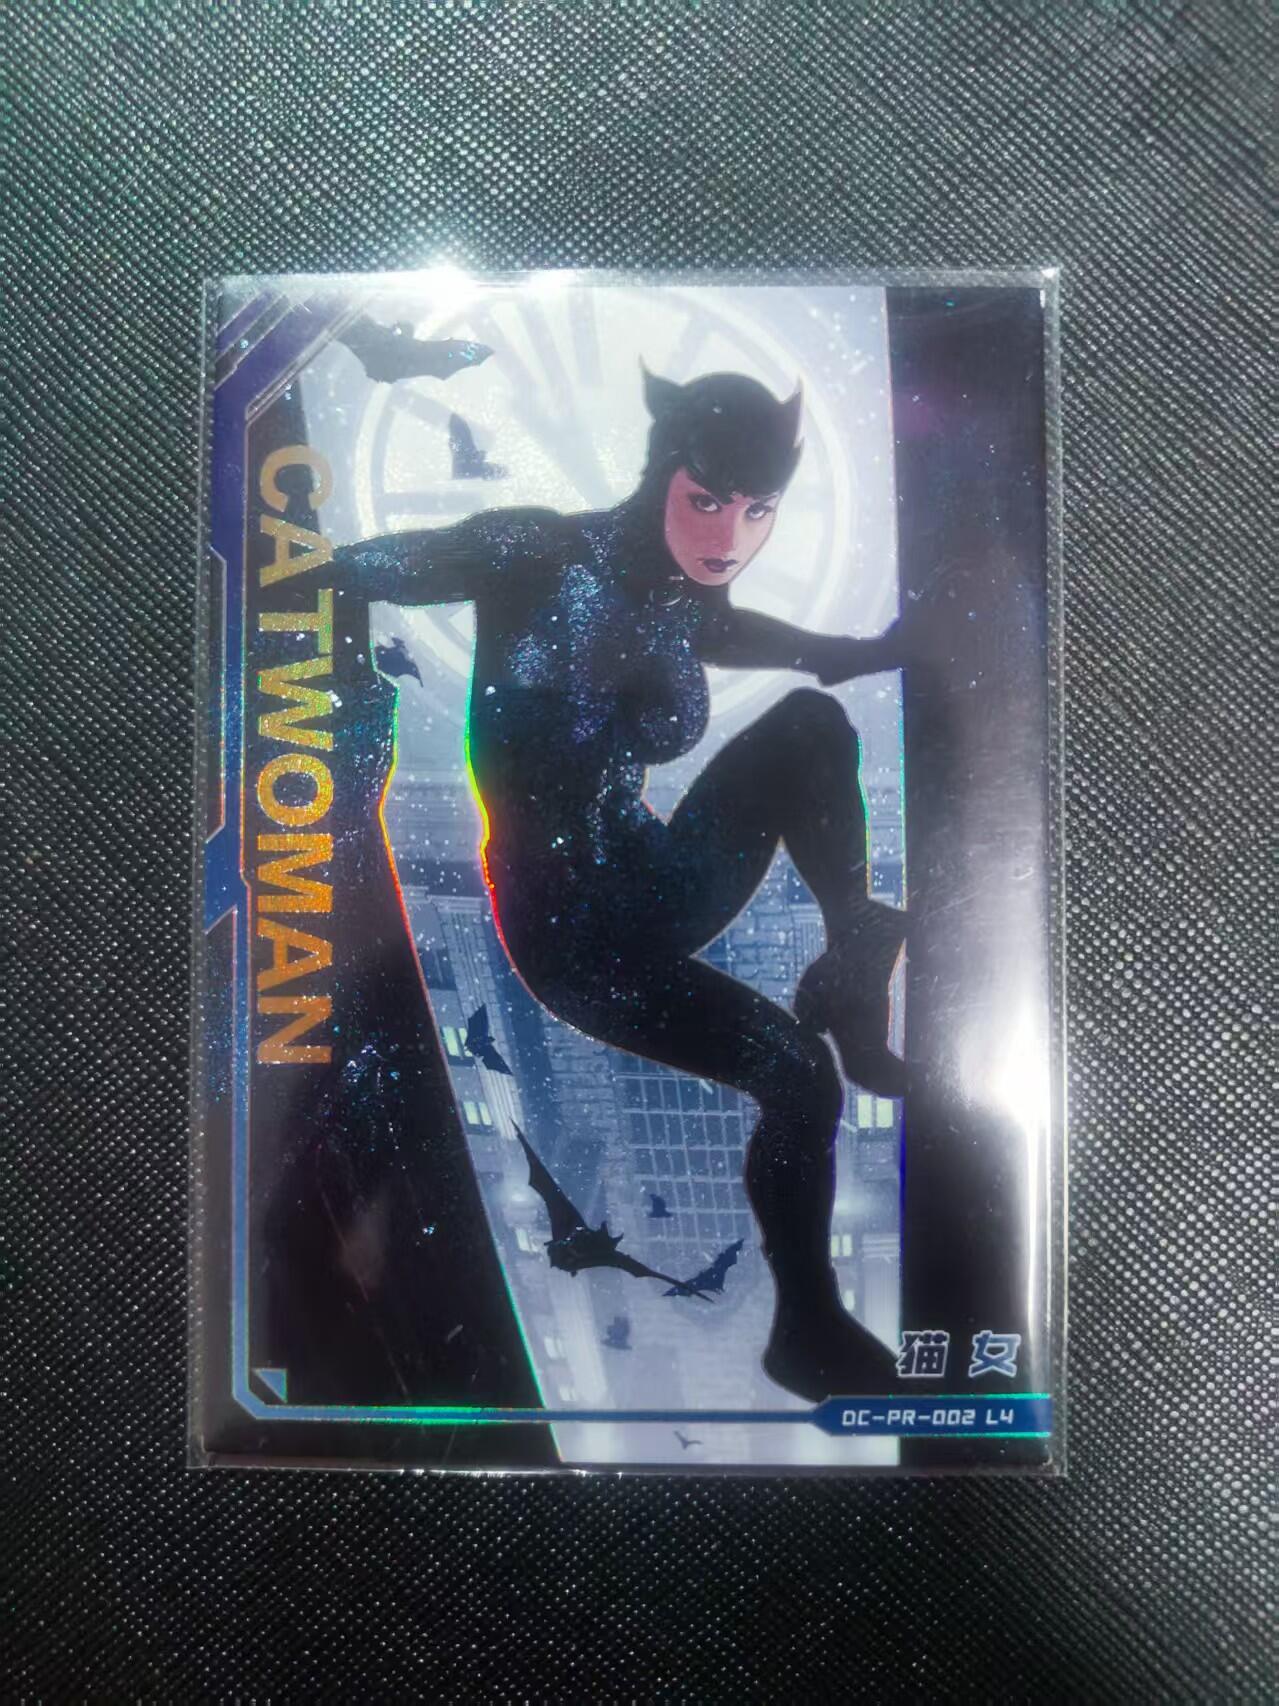 CATWOMAN
猫女
DC-PR-002 L4